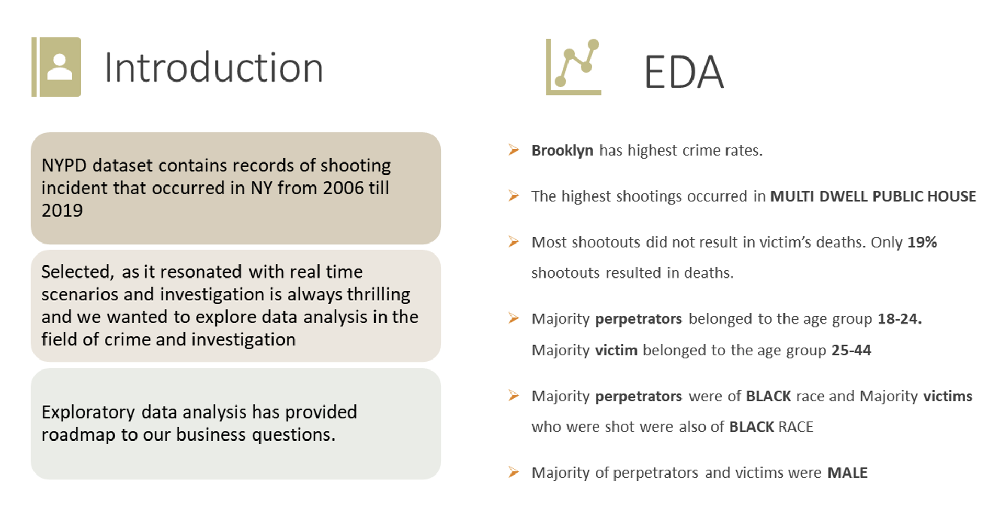 Introduction
NYPD dataset contains records of shooting
incident that occurred in NY from 2006 till
2019
Selected, as it resonated with real time
scenarios and investigation is always thrilling
and we wanted to explore data analysis in the
field of crime and investigation
Exploratory data analysis has provided
roadmap to our business questions.
EDA
Brooklyn has highest crime rates.
The highest shootings occurred in MULTI DWELL PUBLIC HOUSE
Most shootouts did not result in victim’s deaths. Only 19%
shootouts resulted in deaths.
Majority perpetrators belonged to the age group 18-24.
Majority victim belonged to the age group 25-44
Majority perpetrators were of BLACK race and Majority victims
who were shot were also of BLACK RACE
Majority of perpetrators and victims were MALE